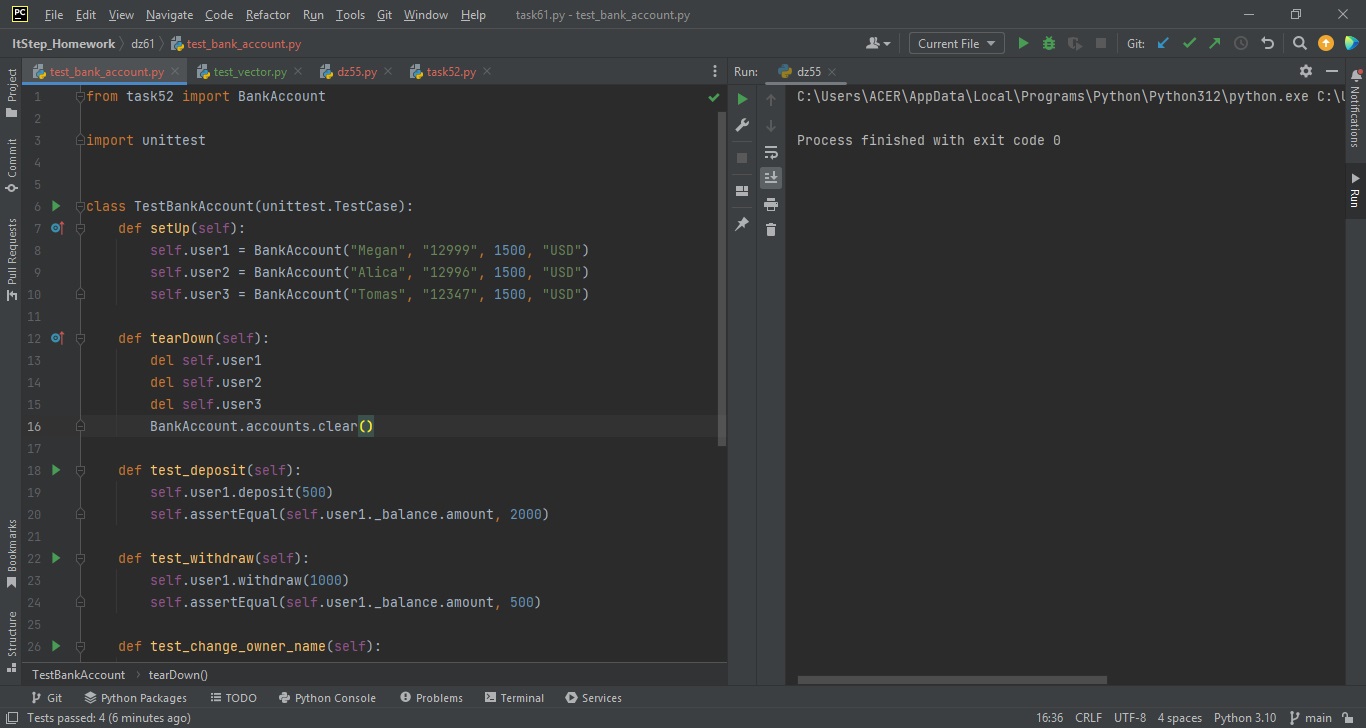 PC File Edit View Navigate Code Refactor Run Tools Git Window Help task61.py - test_bank_account.py
ItStep_Homework dz61 test_bank_account.py Current File Git:
test_bank_account.py test_vector.py dz55.py task52.py Run: dz55
Project
Commit
Pull Requests
Bookmarks
Structure
1 from task52 import BankAccount
2
3 import unittest
4
5
6 class TestBankAccount(unittest.TestCase):
7 def setUp(self):
8 self.user1 = BankAccount("Megan", "12999", 1500, "USD")
9 self.user2 = BankAccount("Alica", "12996", 1500, "USD")
10 self.user3 = BankAccount("Tomas", "12347", 1500, "USD")
11
12 def tearDown(self):
13 del self.user1
14 del self.user2
15 del self.user3
16 BankAccount.accounts.clear()
17
18 def test_deposit(self):
19 self.user1.deposit(500)
20 self.assertEqual(self.user1._balance.amount, 2000)
21
22 def test_withdraw(self):
23 self.user1.withdraw(1000)
24 self.assertEqual(self.user1._balance.amount, 500)
25
26 def test_change_owner_name(self):
TestBankAccount tearDown()
C:\Users\ACER\AppData\Local\Programs\Python\Python312\python.exe C:\
Process finished with exit code 0
Notifications
Run
Git Python Packages TODO Python Console Problems Terminal Services
Tests passed: 4 (6 minutes ago) 16:36 CRLF UTF-8 4 spaces Python 3.10 main